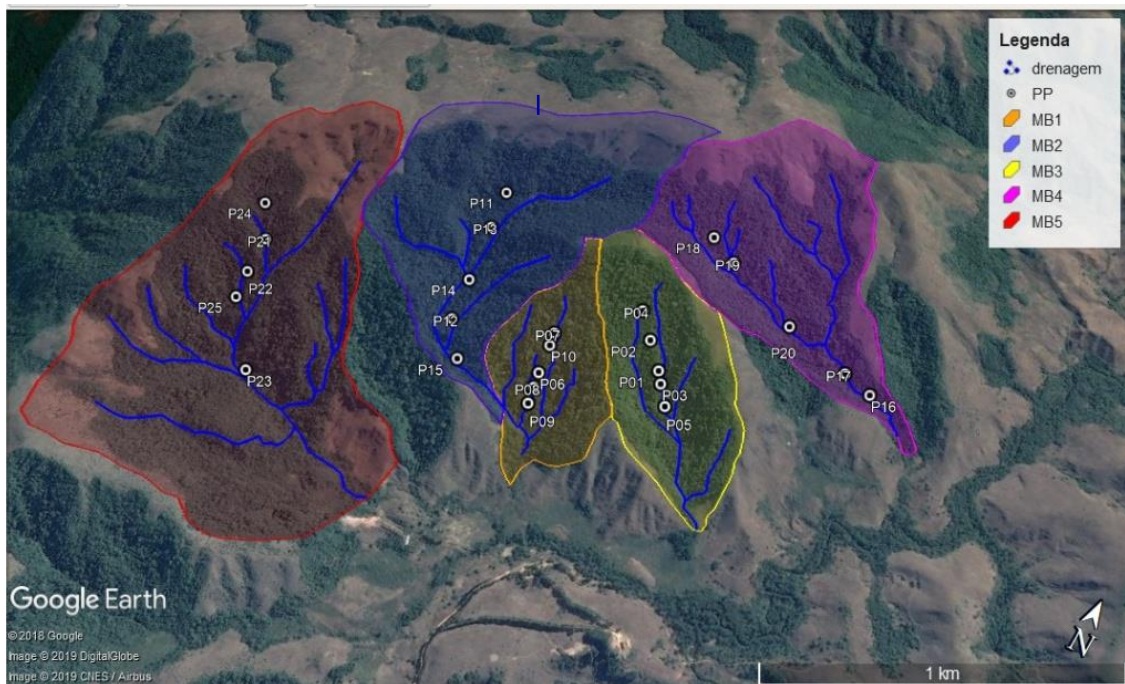 Legenda
drenagem
PP
MB1
MB2
MB3
MB4
MB5
P11
P24
P13
P21
P18
P19
P14
P22
P25
P04
P12
P07
P02
P10
P20
P15
P23
P06
P01
P17
P08
P03
P16
P09
P05
Google Earth
©2018 Google
Image © 2019 DigitalGlobe
Image © 2019 CNES / Airbus
N
1 km